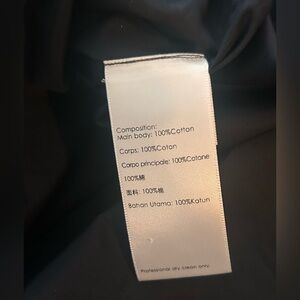 Composition:
Main body: 100%Cotton
Corps: 100%Coton
Corpo principale: 100%Cotone
100%綿
面料: 100%棉
Bahan Utama: 100%Katun
Professional dry clean only.